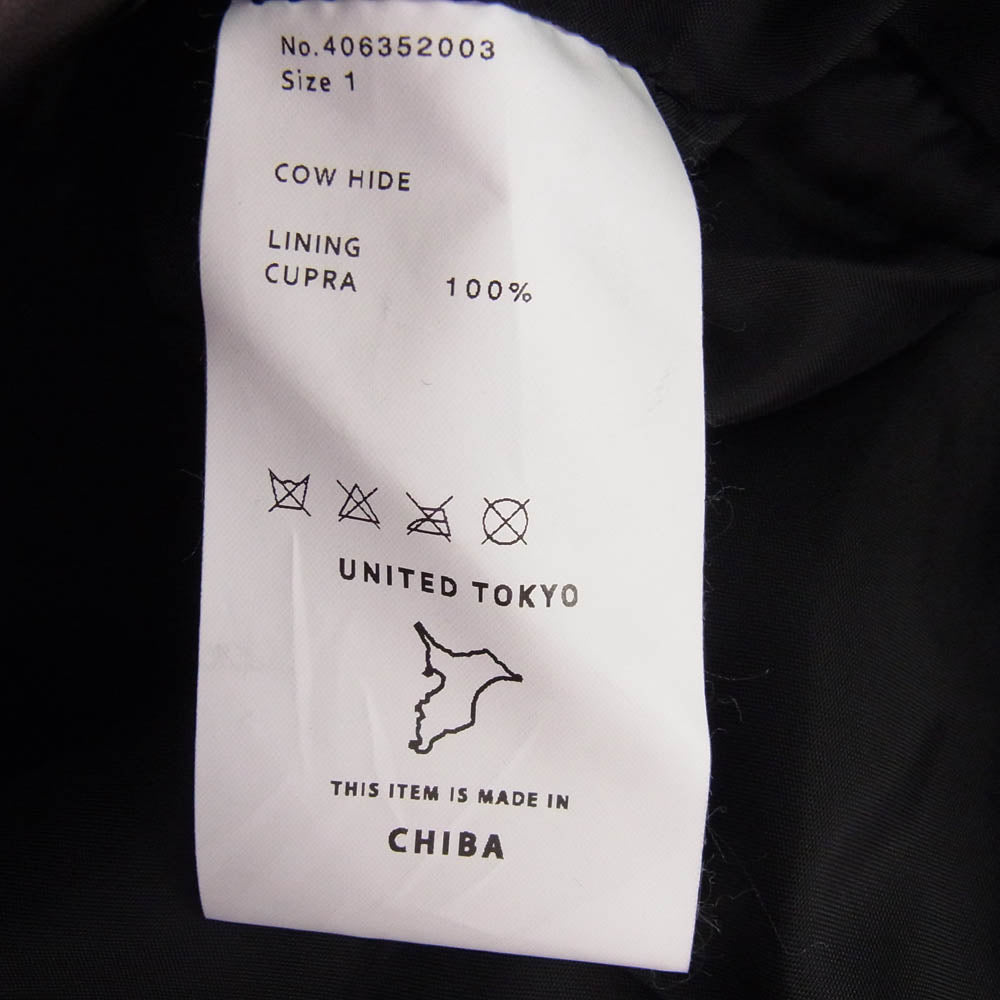 No.406352003
Size 1
COW HIDE
LINING
CUPRA 100%
UNITED TOKYO
THIS ITEM IS MADE IN
CHIBA